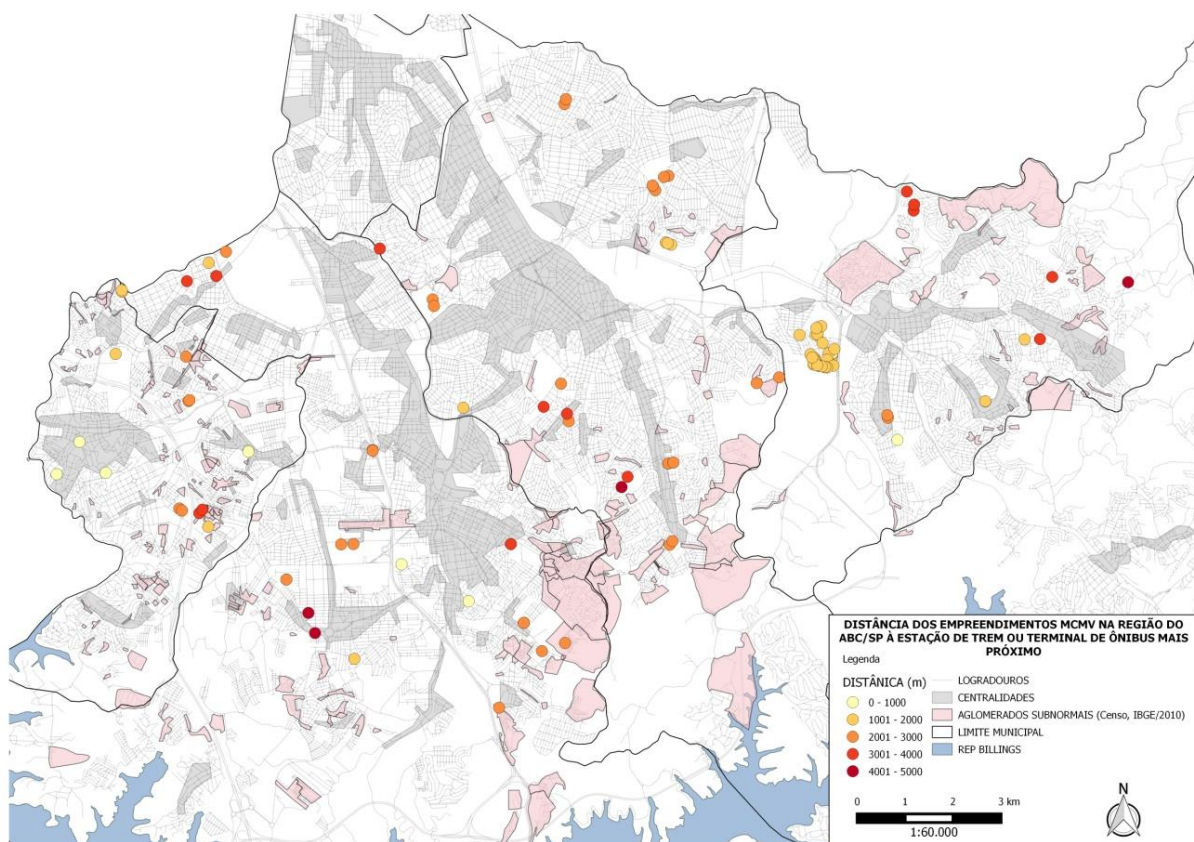 DISTÂNCIA DOS EMPREENDIMENTOS MCMV NA REGIÃO DO
ABC/SP À ESTAÇÃO DE TREM OU TERMINAL DE ÔNIBUS MAIS
PRÓXIMO
Legenda
DISTÂNICA (m)
0 - 1000
1001 - 2000
2001 - 3000
3001 - 4000
4001 - 5000
LOGRADOUROS
CENTRALIDADES
AGLOMERADOS SUBNORMAIS (Censo, IBGE/2010)
LIMITE MUNICIPAL
REP BILLINGS
0 1 2 3 km
1:60.000
N